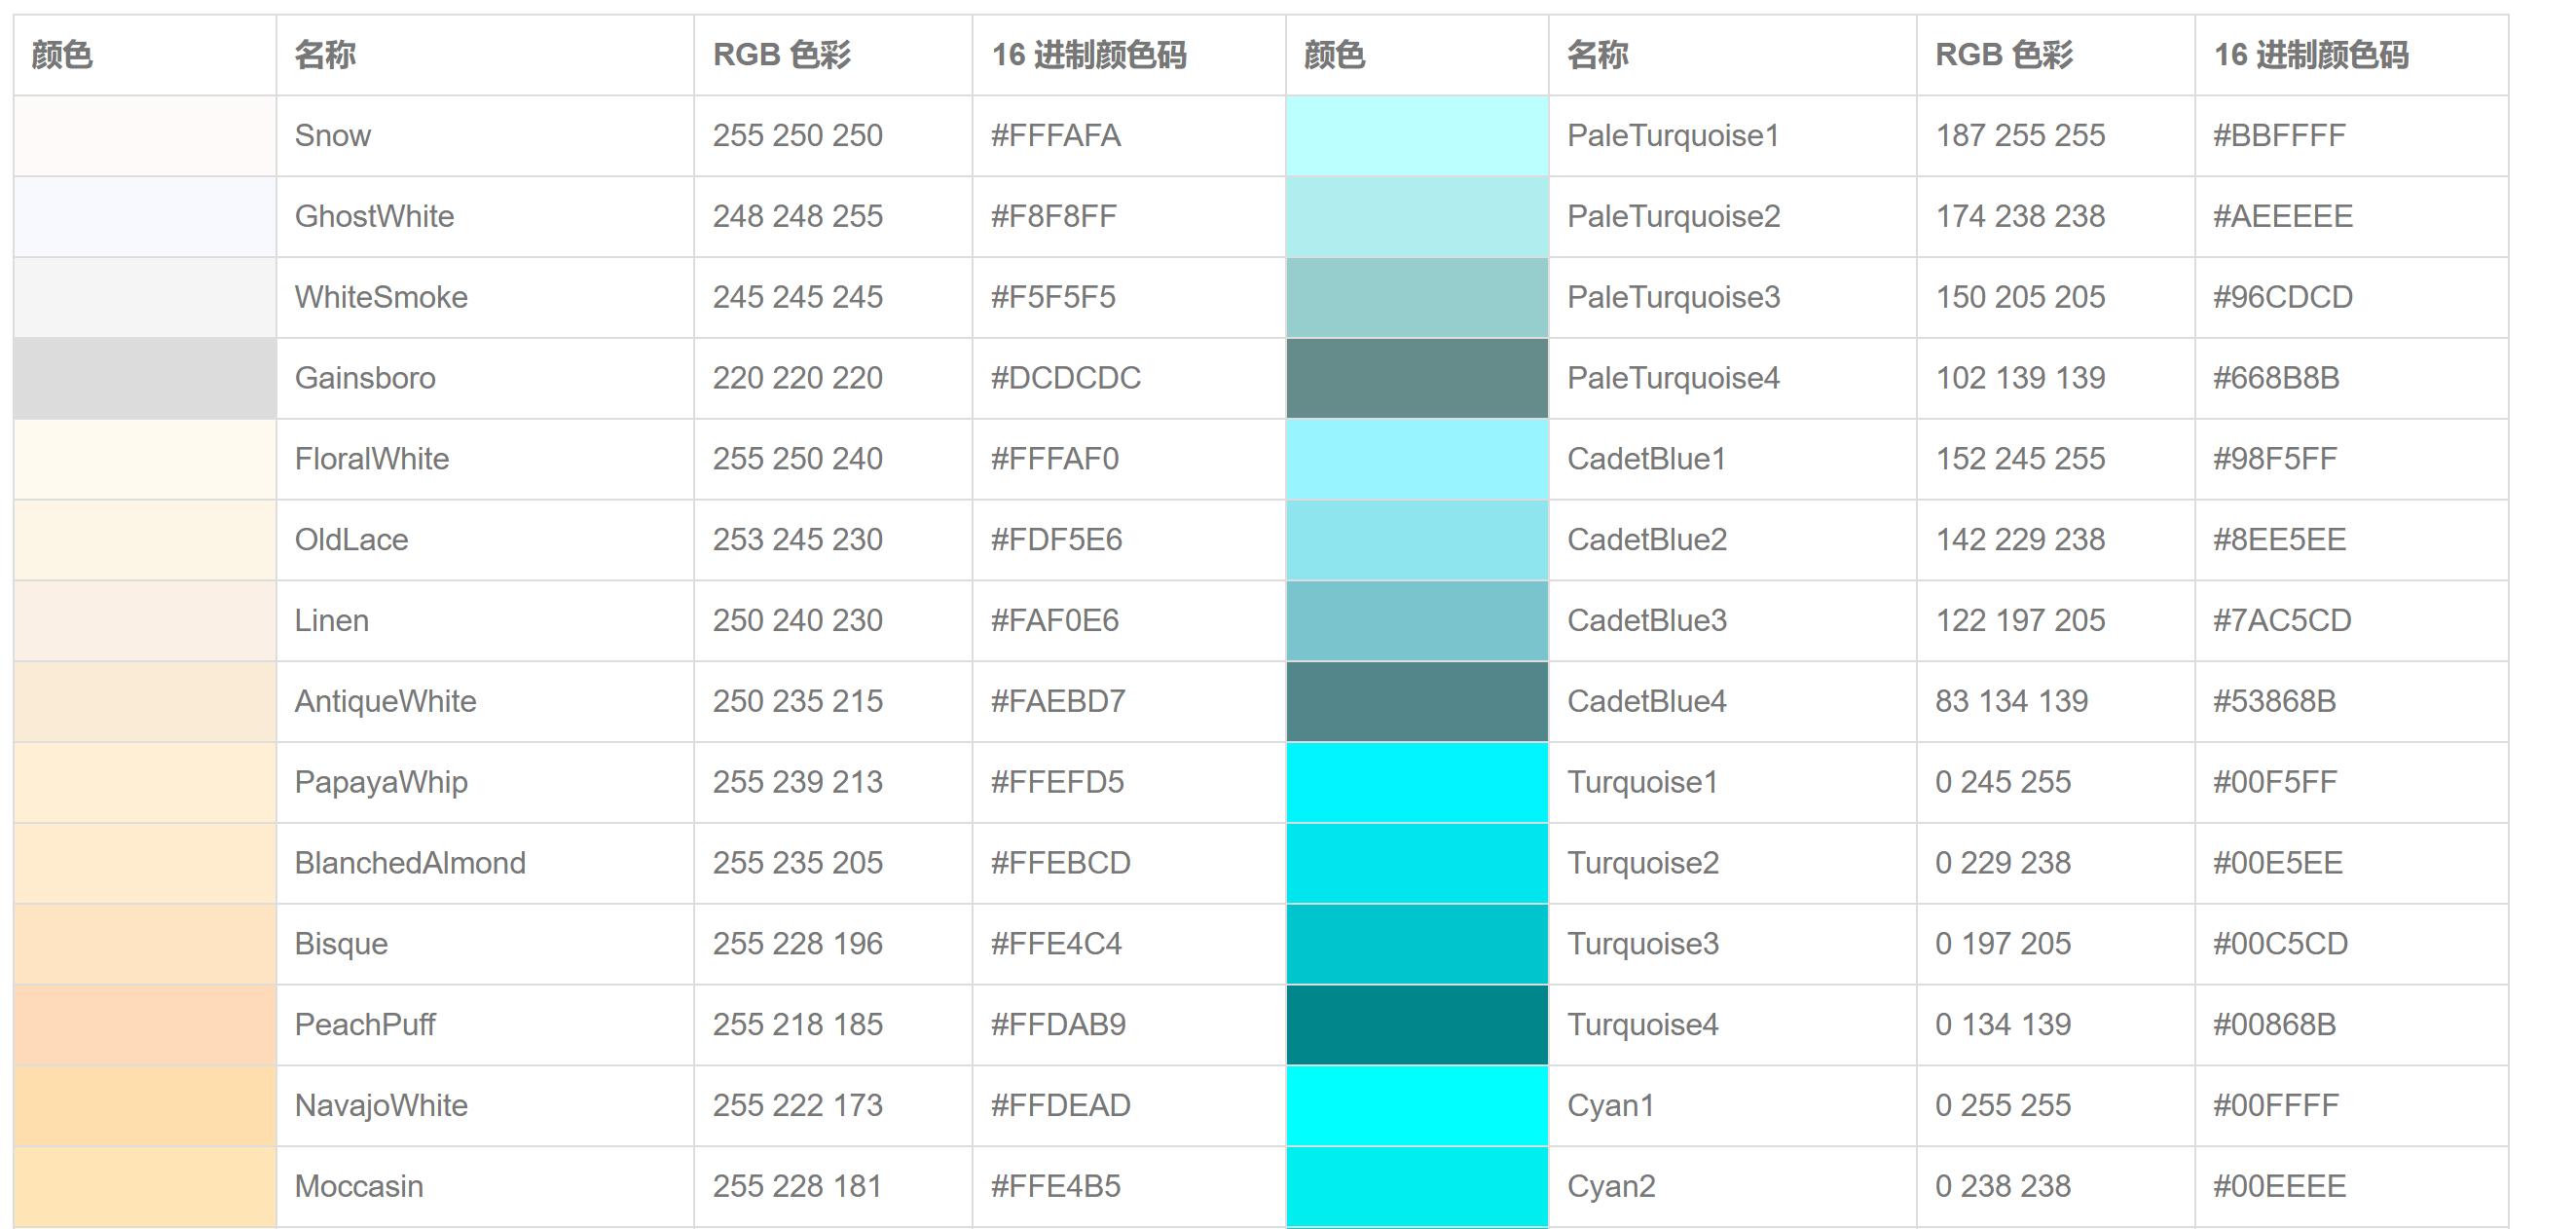 颜色 名称 RGB 色彩 16 进制颜色码 颜色 名称 RGB 色彩 16 进制颜色码
Snow 255 250 250 #FFFAFA PaleTurquoise1 187 255 255 #BBFFFF
GhostWhite 248 248 255 #F8F8FF PaleTurquoise2 174 238 238 #AEEEEE
WhiteSmoke 245 245 245 #F5F5F5 PaleTurquoise3 150 205 205 #96CDCD
Gainsboro 220 220 220 #DCDCDC PaleTurquoise4 102 139 139 #668B8B
FloralWhite 255 250 240 #FFFAF0 CadetBlue1 152 245 255 #98F5FF
OldLace 253 245 230 #FDF5E6 CadetBlue2 142 229 238 #8EE5EE
Linen 250 240 230 #FAF0E6 CadetBlue3 122 197 205 #7AC5CD
AntiqueWhite 250 235 215 #FAEBD7 CadetBlue4 83 134 139 #53868B
PapayaWhip 255 239 213 #FFEFD5 Turquoise1 0 245 255 #00F5FF
BlanchedAlmond 255 235 205 #FFEBCD Turquoise2 0 229 238 #00E5EE
Bisque 255 228 196 #FFE4C4 Turquoise3 0 197 205 #00C5CD
PeachPuff 255 218 185 #FFDAB9 Turquoise4 0 134 139 #00868B
NavajoWhite 255 222 173 #FFDEAD Cyan1 0 255 255 #00FFFF
Moccasin 255 228 181 #FFE4B5 Cyan2 0 238 238 #00EEEE